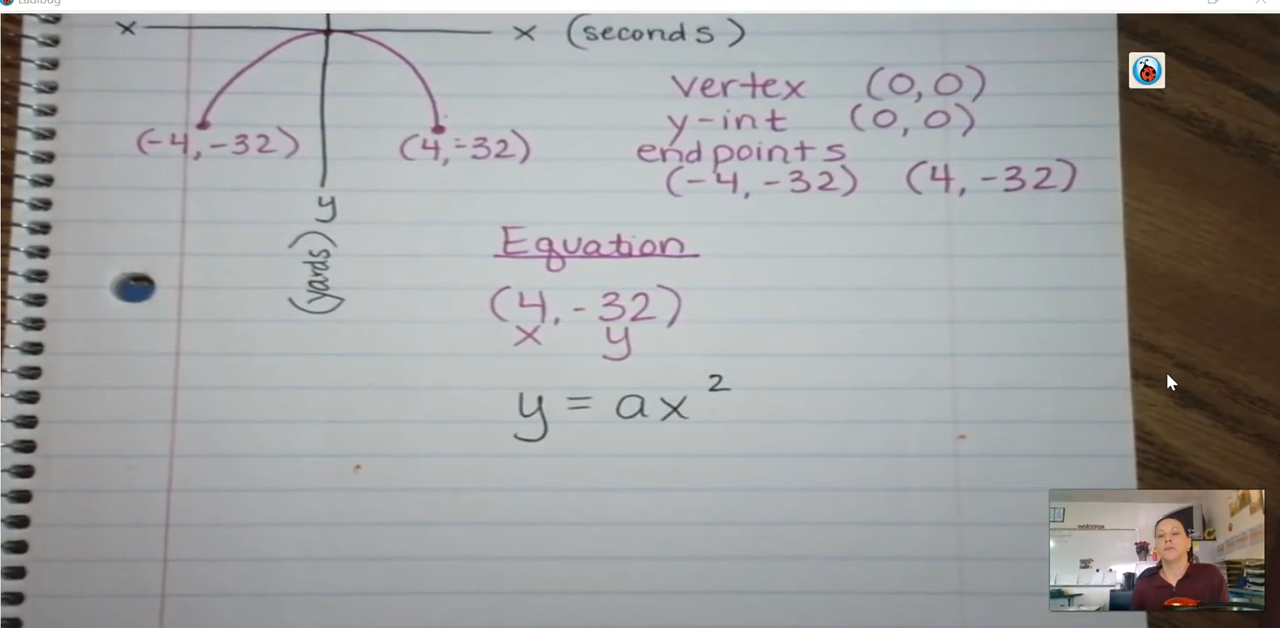 Ladibug
x x (seconds)
vertex (0,0)
y-int (0,0)
(-4,-32) (4,-32)
endpoints
(-4,-32) (4,-32)
y
(yards)
Equation
(4,-32)
x y
y = ax²